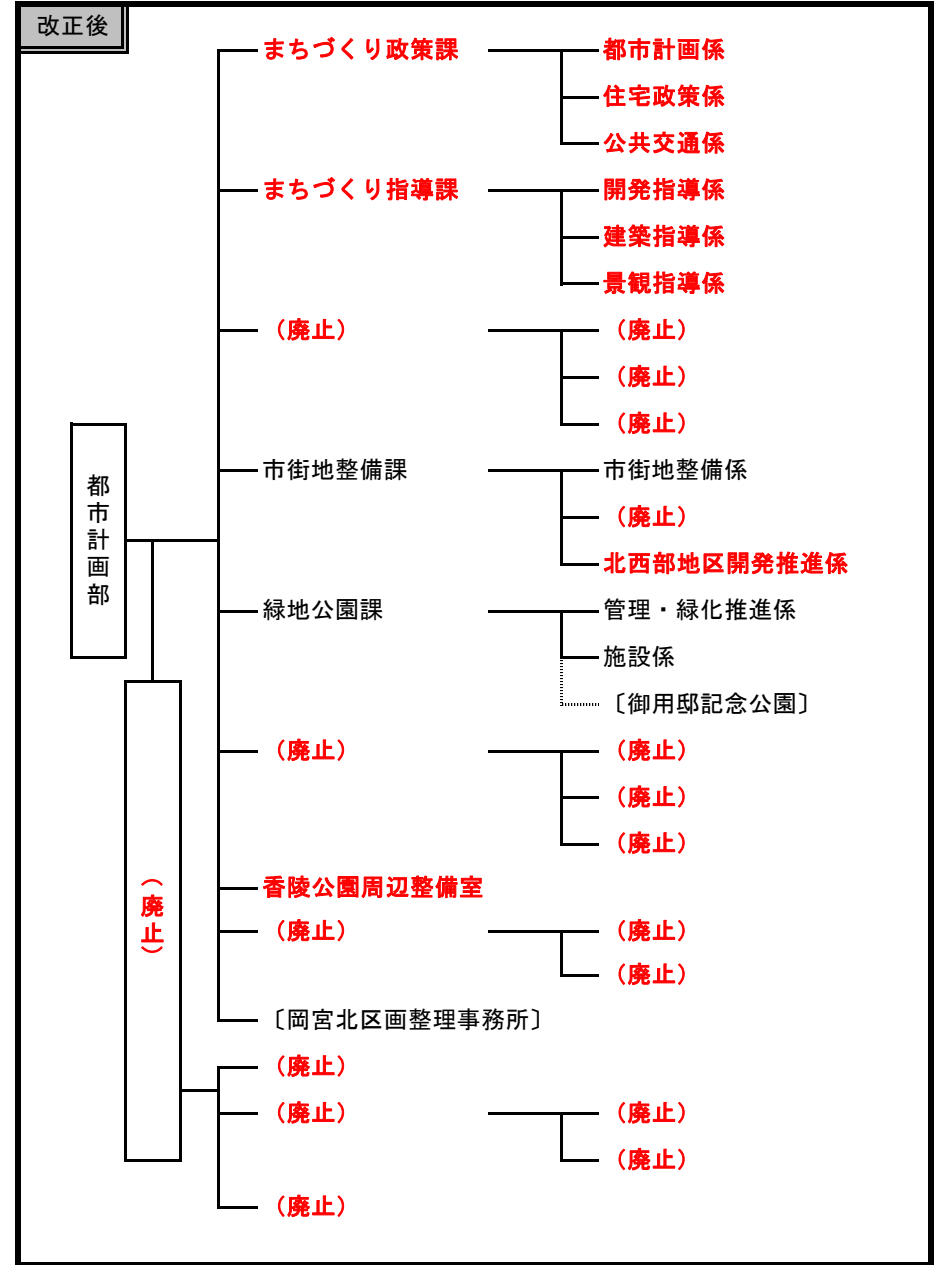 改正後
まちづくり政策課
都市計画係
住宅政策係
公共交通係
まちづくり指導課
開発指導係
建築指導係
景観指導係
（廃止）
（廃止）
（廃止）
（廃止）
都市計画部
市街地整備課
市街地整備係
（廃止）
北西部地区開発推進係
緑地公園課
管理・緑化推進係
施設係
〔御用邸記念公園〕
（廃止）
（廃止）
（廃止）
（廃止）
（廃止）
香陵公園周辺整備室
（廃止）
（廃止）
（廃止）
〔岡宮北区画整理事務所〕
（廃止）
（廃止）
（廃止）
（廃止）
（廃止）